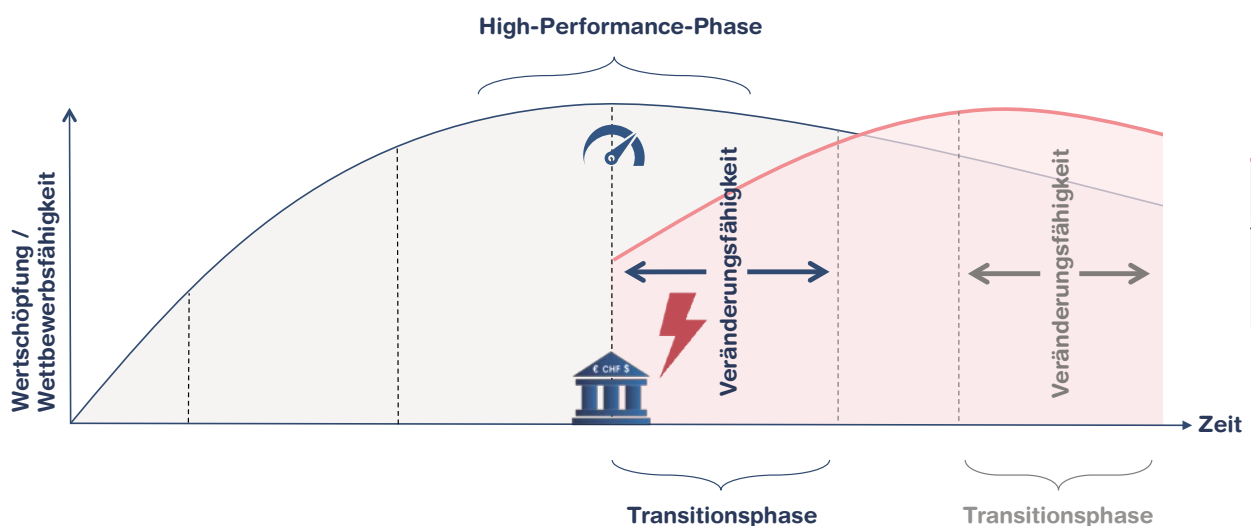 High-Performance-Phase
Wertschöpfung /
Wettbewerbsfähigkeit
Veränderungsfähigkeit
Veränderungsfähigkeit
€ CHF $
Zeit
Transitionsphase
Transitionsphase